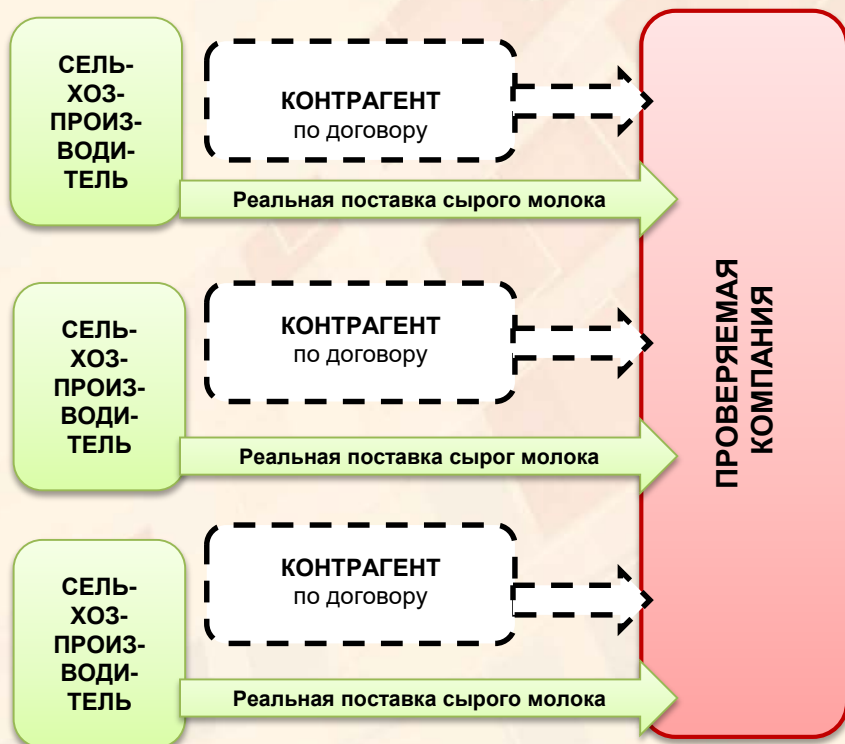 СЕЛЬ-
ХОЗ-
ПРОИЗ-
ВОДИ-
ТЕЛЬ
КОНТРАГЕНТ
по договору
Реальная поставка сырого молока
СЕЛЬ-
ХОЗ-
ПРОИЗ-
ВОДИ-
ТЕЛЬ
КОНТРАГЕНТ
по договору
Реальная поставка сырог молока
СЕЛЬ-
ХОЗ-
ПРОИЗ-
ВОДИ-
ТЕЛЬ
КОНТРАГЕНТ
по договору
Реальная поставка сырого молока
ПРОВЕРЯЕМАЯ
КОМПАНИЯ